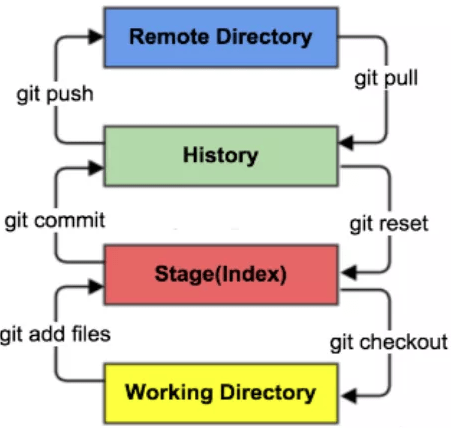 Remote Directory
git push
git pull
History
git commit
git reset
Stage(Index)
git add files
git checkout
Working Directory